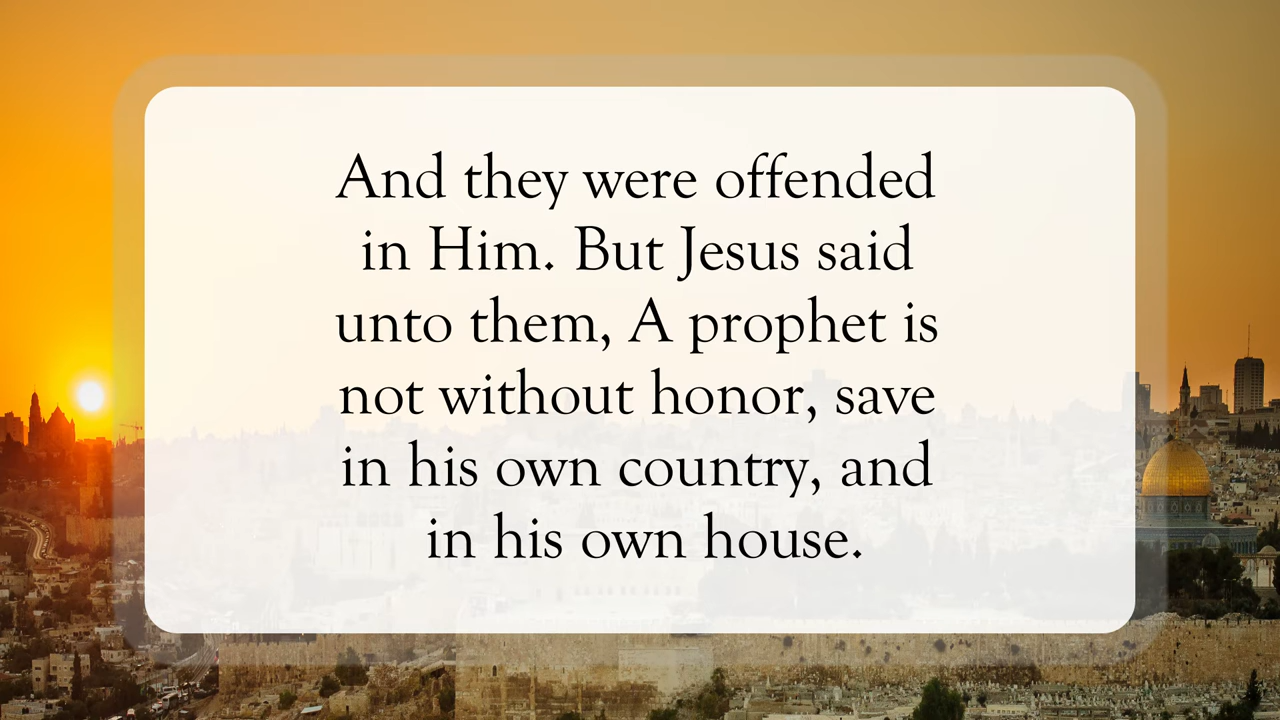 And they were offended
in Him. But Jesus said
unto them, A prophet is
not without honor, save
in his own country, and
in his own house.